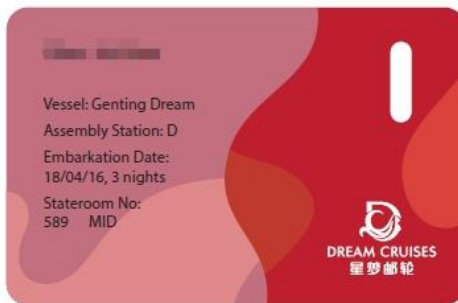 Vessel: Genting Dream
Assembly Station: D
Embarkation Date:
18/04/16, 3 nights
Stateroom No:
589 MID
DREAM CRUISES
星梦邮轮